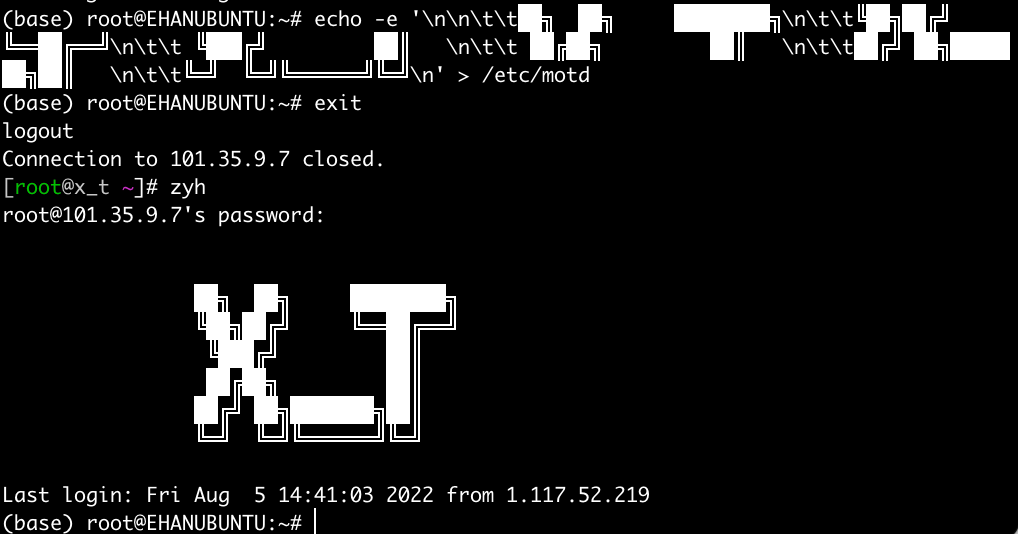 (base) root@EHANUBUNTU:~# echo -e '\n\n\t\t██╗  ██╗     ████████╗\n\t\t╚██╗██╔╝
╚══██╔══╝\n\t\t ╚███╔╝         ██║   \n\t\t ██╔██╗         ██║   \n\t\t██╔╝ ██╗█████
██╗██║   \n\t\t╚═╝  ╚═╝╚══════╝╚═╝\n' > /etc/motd
(base) root@EHANUBUNTU:~# exit
logout
Connection to 101.35.9.7 closed.
[root@x_t ~]# zyh
root@101.35.9.7's password:
██╗  ██╗     ████████╗
╚██╗██╔╝     ╚══██╔══╝
 ╚███╔╝         ██║
 ██╔██╗         ██║
██╔╝ ██╗███████╗██║
╚═╝  ╚═╝╚══════╝╚═╝
Last login: Fri Aug  5 14:41:03 2022 from 1.117.52.219
(base) root@EHANUBUNTU:~#